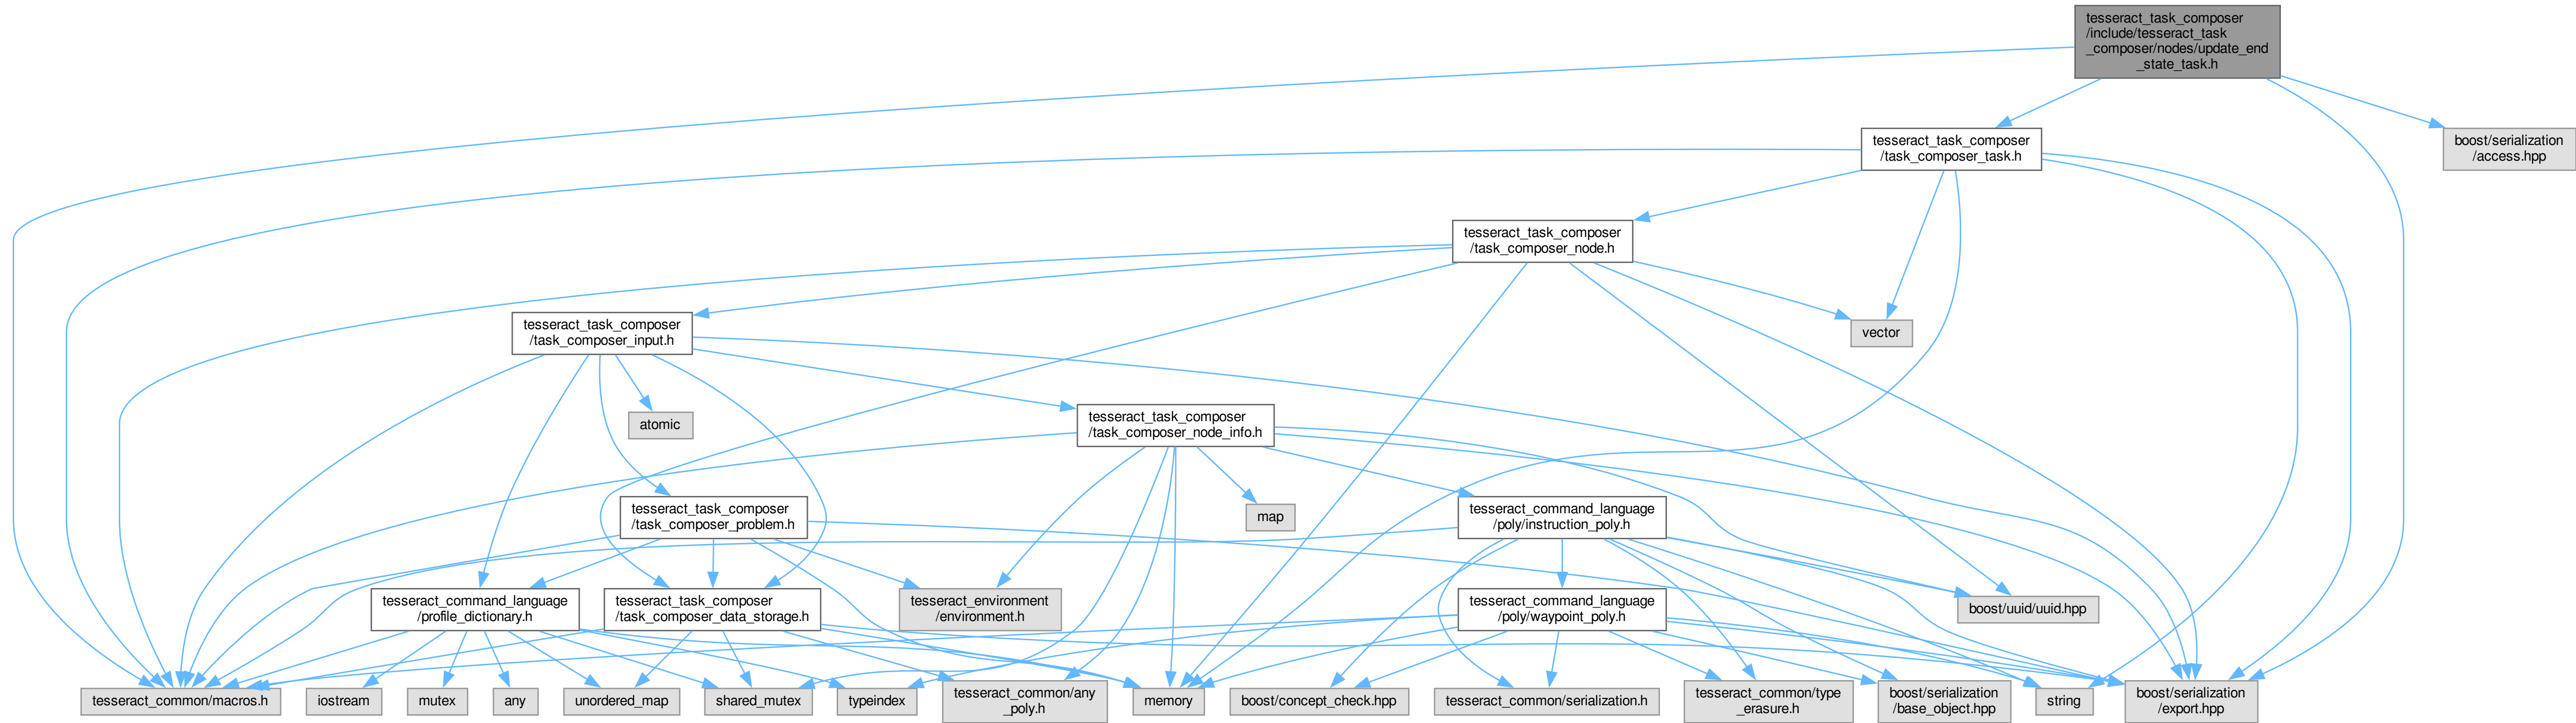 tesseract_task_composer
/include/tesseract_task
_composer/nodes/update_end
_state_task.h
tesseract_task_composer
/task_composer_task.h
boost/serialization
/access.hpp
tesseract_task_composer
/task_composer_node.h
tesseract_task_composer
/task_composer_input.h
vector
atomic
tesseract_task_composer
/task_composer_node_info.h
tesseract_task_composer
/task_composer_problem.h
map
tesseract_command_language
/poly/instruction_poly.h
tesseract_command_language
/profile_dictionary.h
tesseract_task_composer
/task_composer_data_storage.h
tesseract_environment
/environment.h
tesseract_command_language
/poly/waypoint_poly.h
boost/uuid/uuid.hpp
tesseract_common/macros.h
iostream
mutex
any
unordered_map
shared_mutex
typeindex
tesseract_common/any
_poly.h
memory
boost/concept_check.hpp
tesseract_common/serialization.h
tesseract_common/type
_erasure.h
boost/serialization
/base_object.hpp
string
boost/serialization
/export.hpp